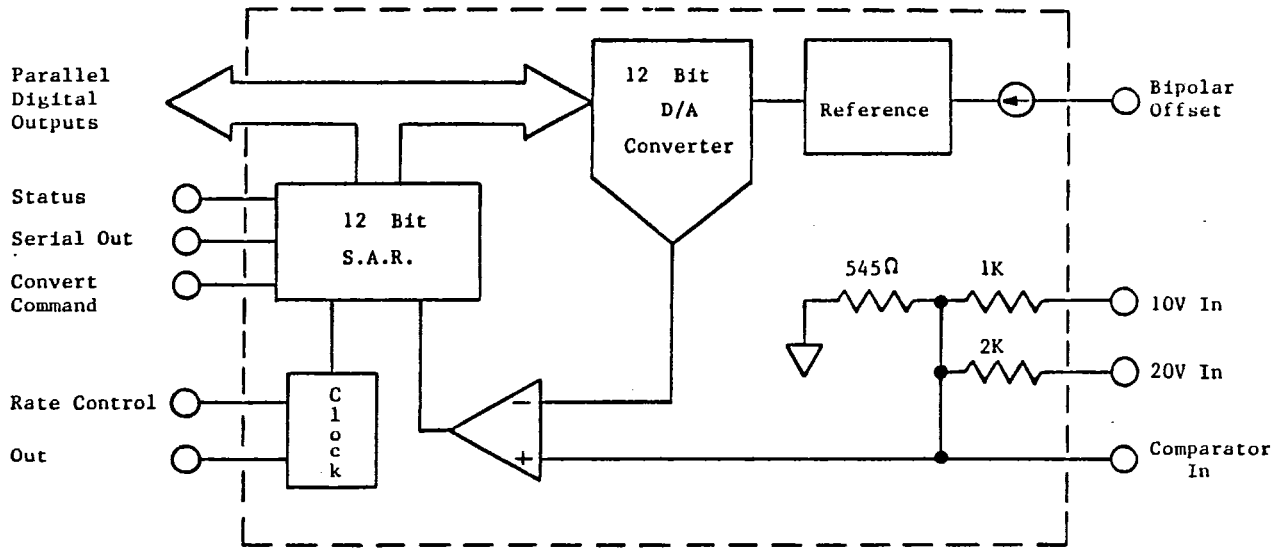 Parallel
Digital
Outputs
12 Bit
D/A
Converter
Reference
Bipolar
Offset
Status
Serial Out
Convert
Command
12 Bit
S.A.R.
545Ω
1K
10V In
2K
20V In
Rate Control
Out
Clock
−
+
Comparator
In